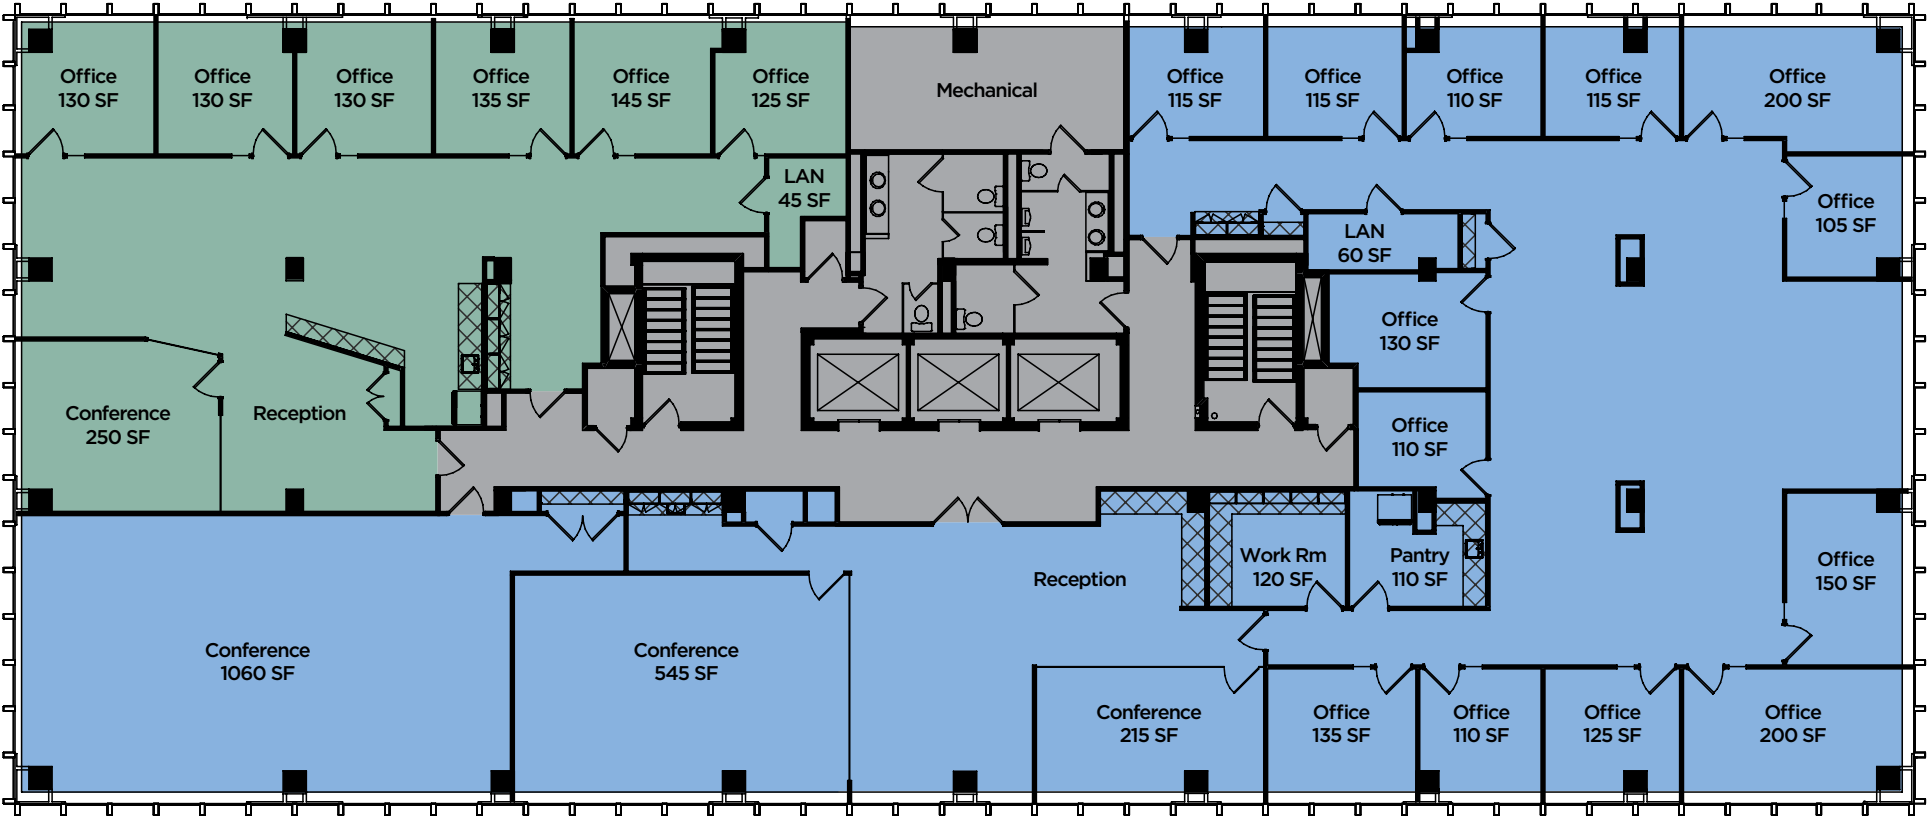 Office
130 SF
Office
130 SF
Office
130 SF
Office
135 SF
Office
145 SF
Office
125 SF
Mechanical
Office
115 SF
Office
115 SF
Office
110 SF
Office
115 SF
Office
200 SF
LAN
45 SF
LAN
60 SF
Office
105 SF
Office
130 SF
Conference
250 SF
Reception
Office
110 SF
Reception
Work Rm
120 SF
Pantry
110 SF
Office
150 SF
Conference
1060 SF
Conference
545 SF
Conference
215 SF
Office
135 SF
Office
110 SF
Office
125 SF
Office
200 SF